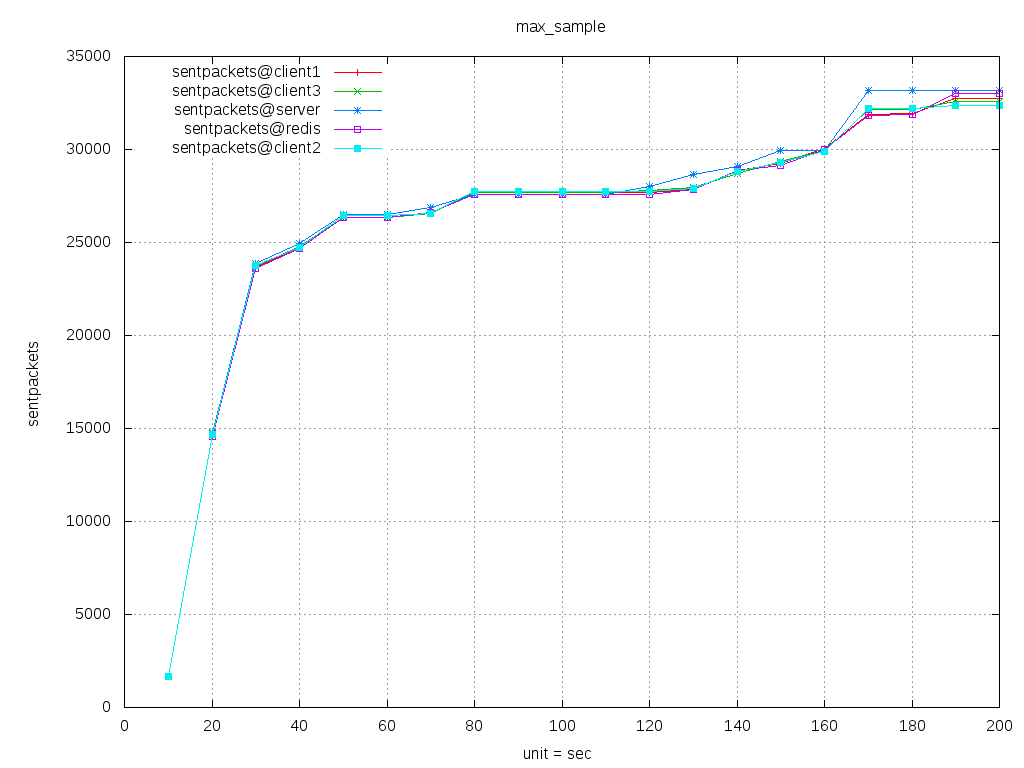 max_sample
35000
30000
25000
20000
15000
10000
5000
0
sentpackets
sentpackets@client1
sentpackets@client3
sentpackets@server
sentpackets@redis
sentpackets@client2
0 20 40 60 80 100 120 140 160 180 200
unit = sec